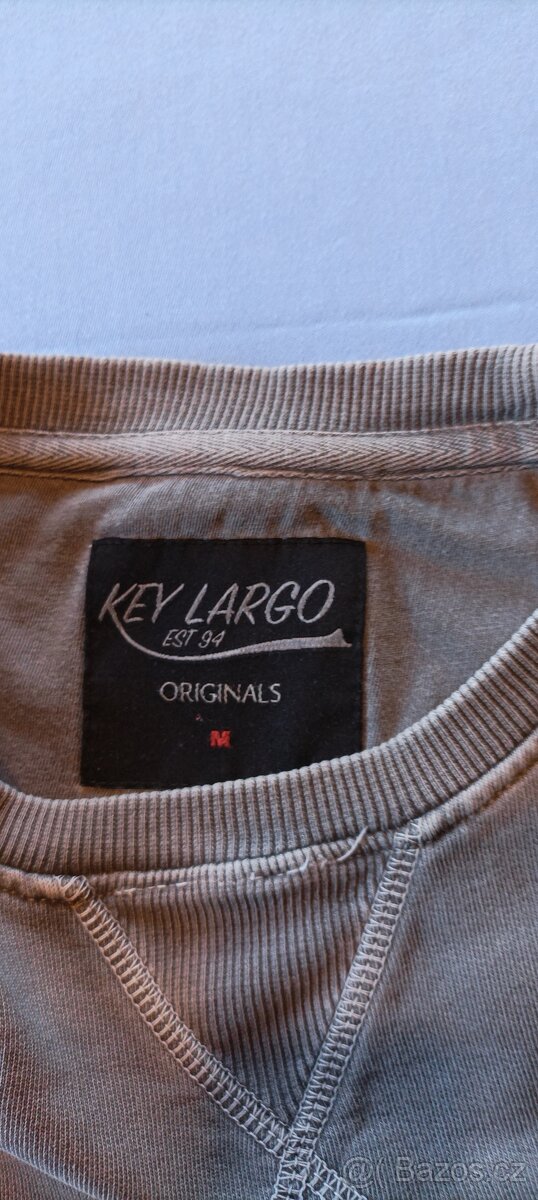 KEY LARGO
EST 94
ORIGINALS
M
@ Bazos.cz